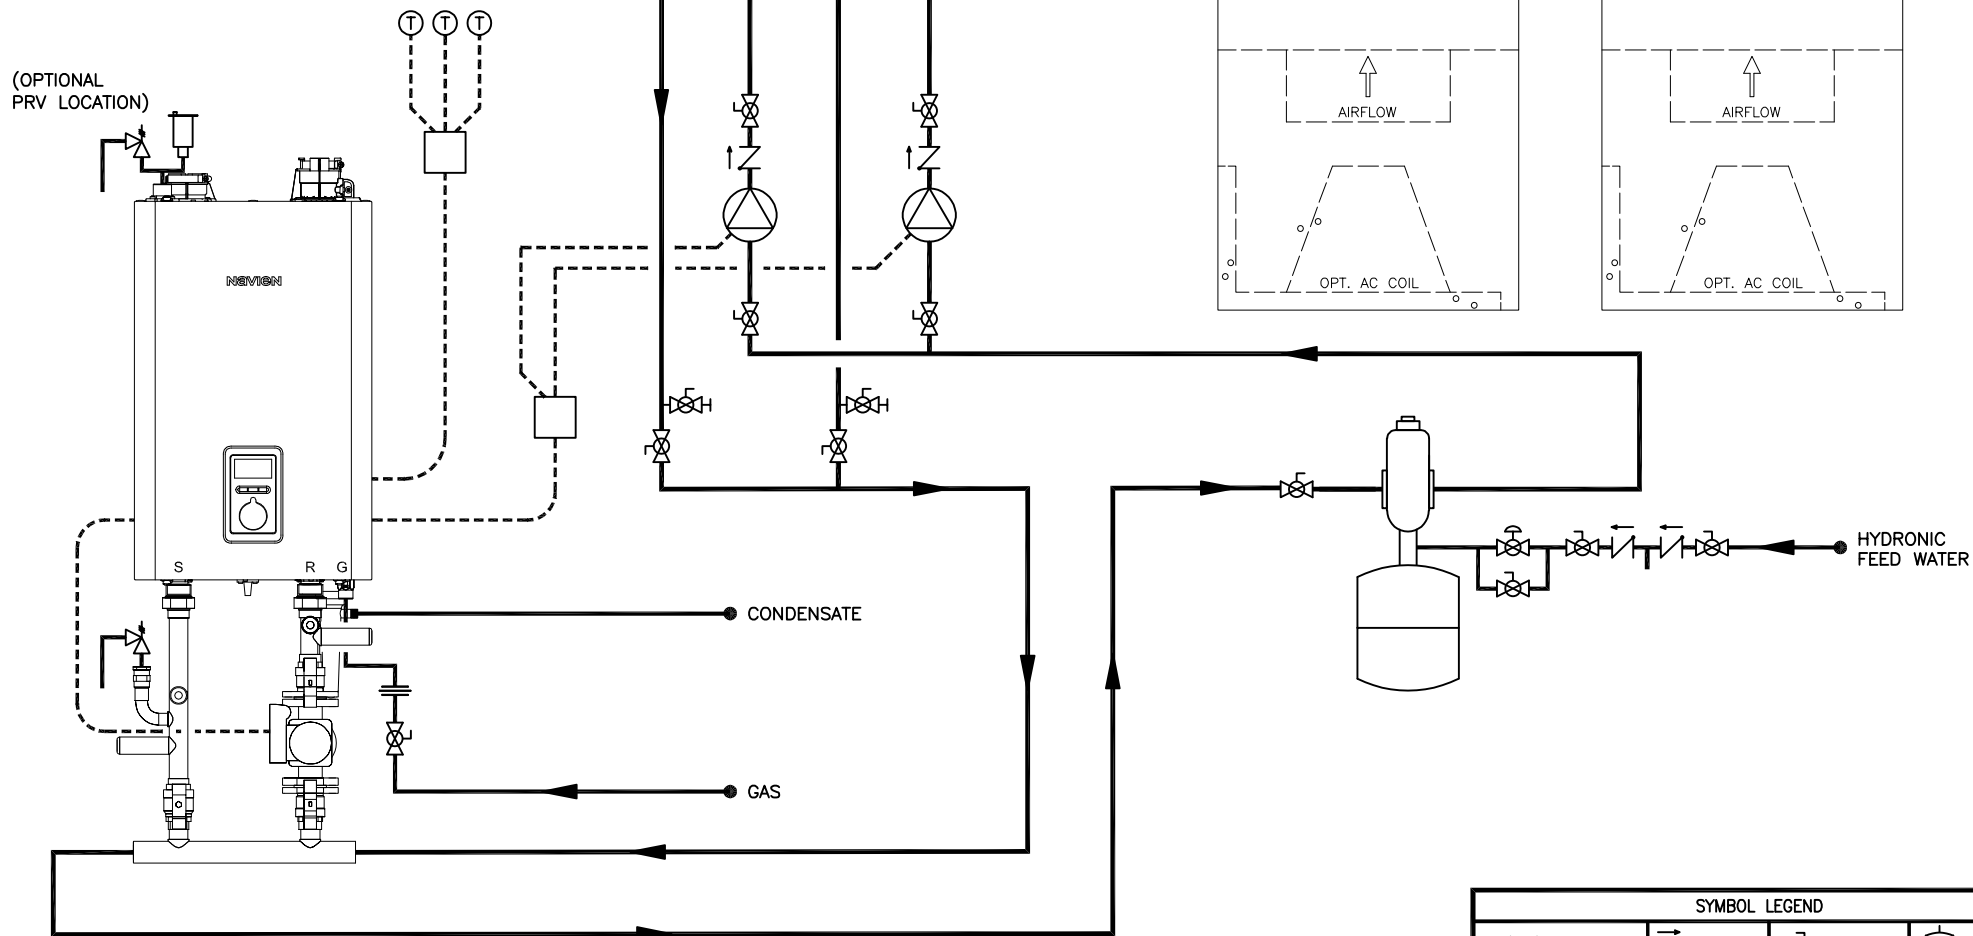 T T T
(OPTIONAL
PRV LOCATION)
AIRFLOW
AIRFLOW
NAVIEN
OPT. AC COIL
OPT. AC COIL
HYDRONIC
FEED WATER
S R G
CONDENSATE
GAS
SYMBOL LEGEND